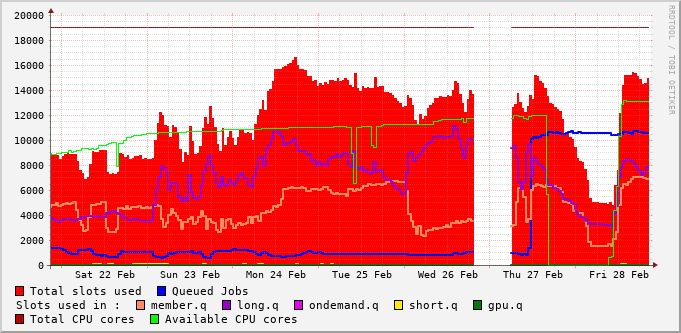 20000
18000
16000
14000
12000
10000
8000
6000
4000
2000
0
Sat 22 Feb Sun 23 Feb Mon 24 Feb Tue 25 Feb Wed 26 Feb Thu 27 Feb Fri 28 Feb
RRDTOOL / TOBI OETIKER
Total slots used Queued Jobs
Slots used in : member.q long.q ondemand.q short.q gpu.q
Total CPU cores Available CPU cores